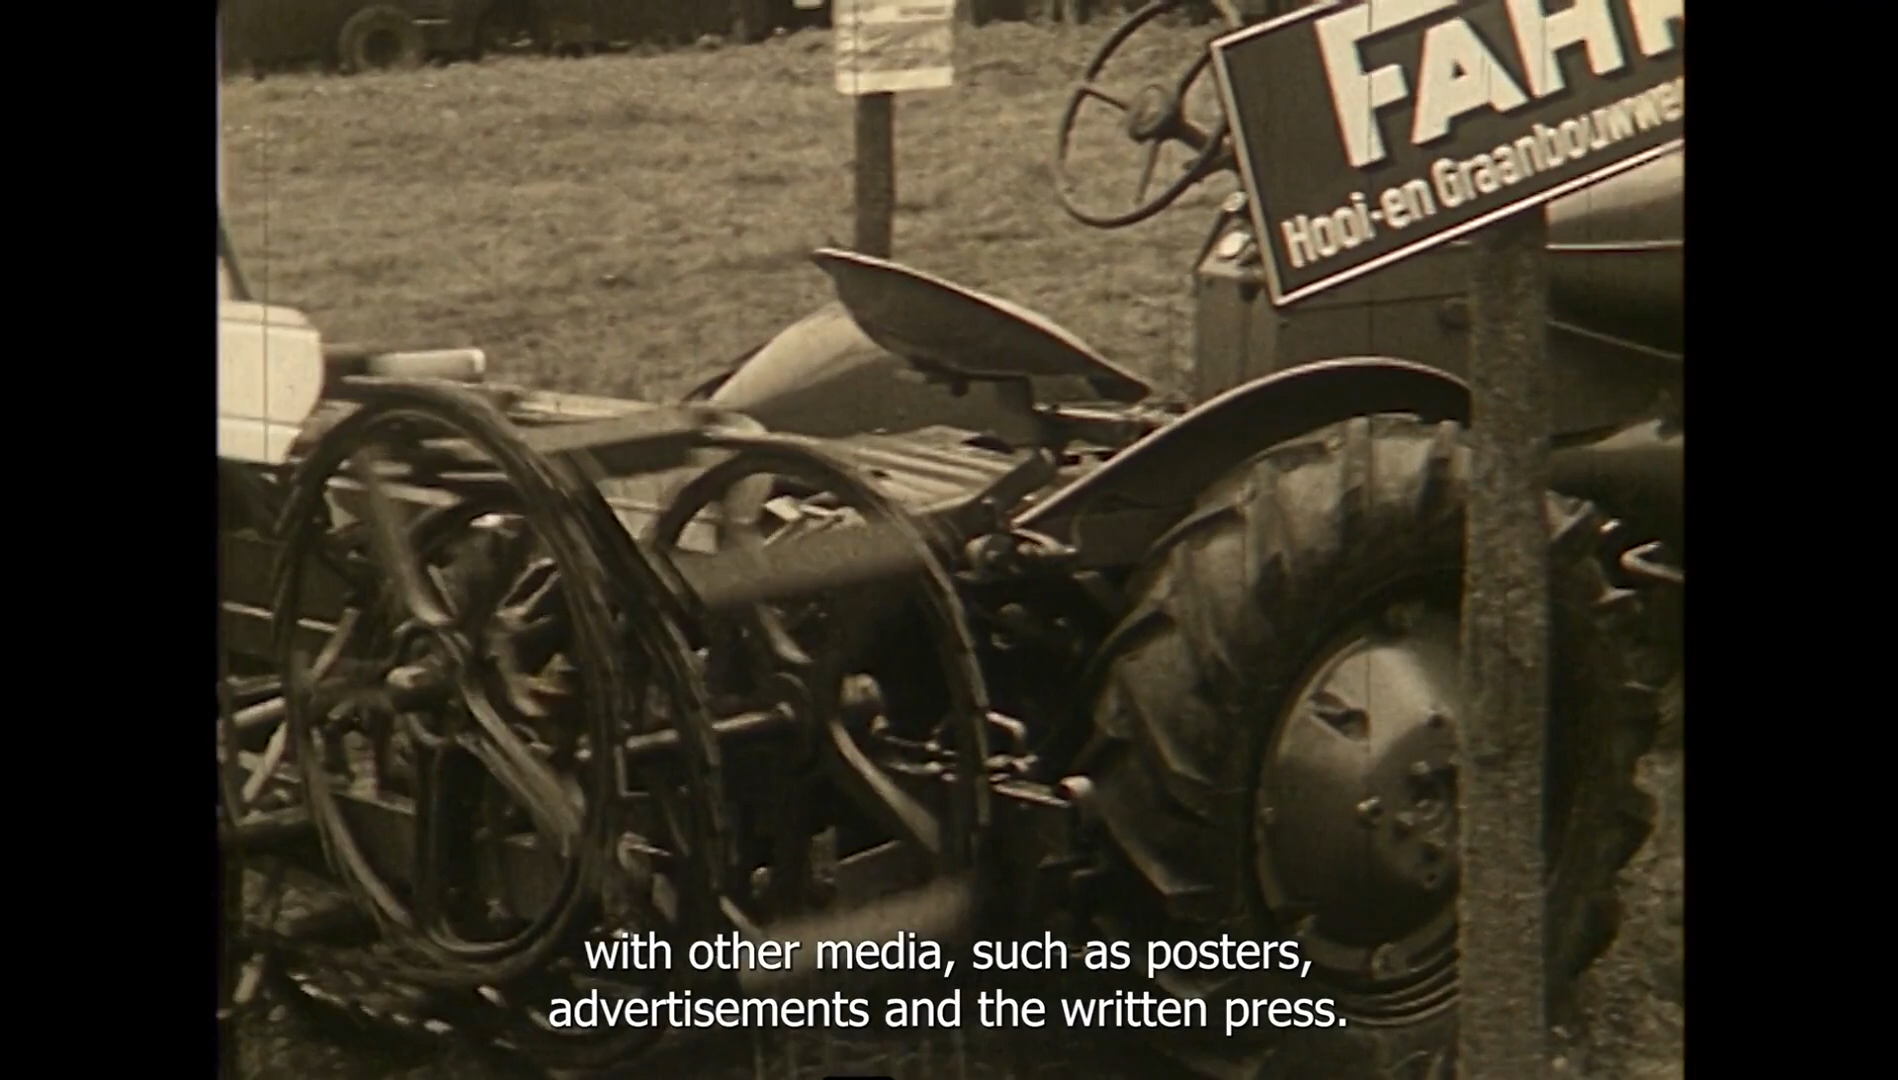 FAHR
Hooi-en Graanbouwwe
with other media, such as posters,
advertisements and the written press.